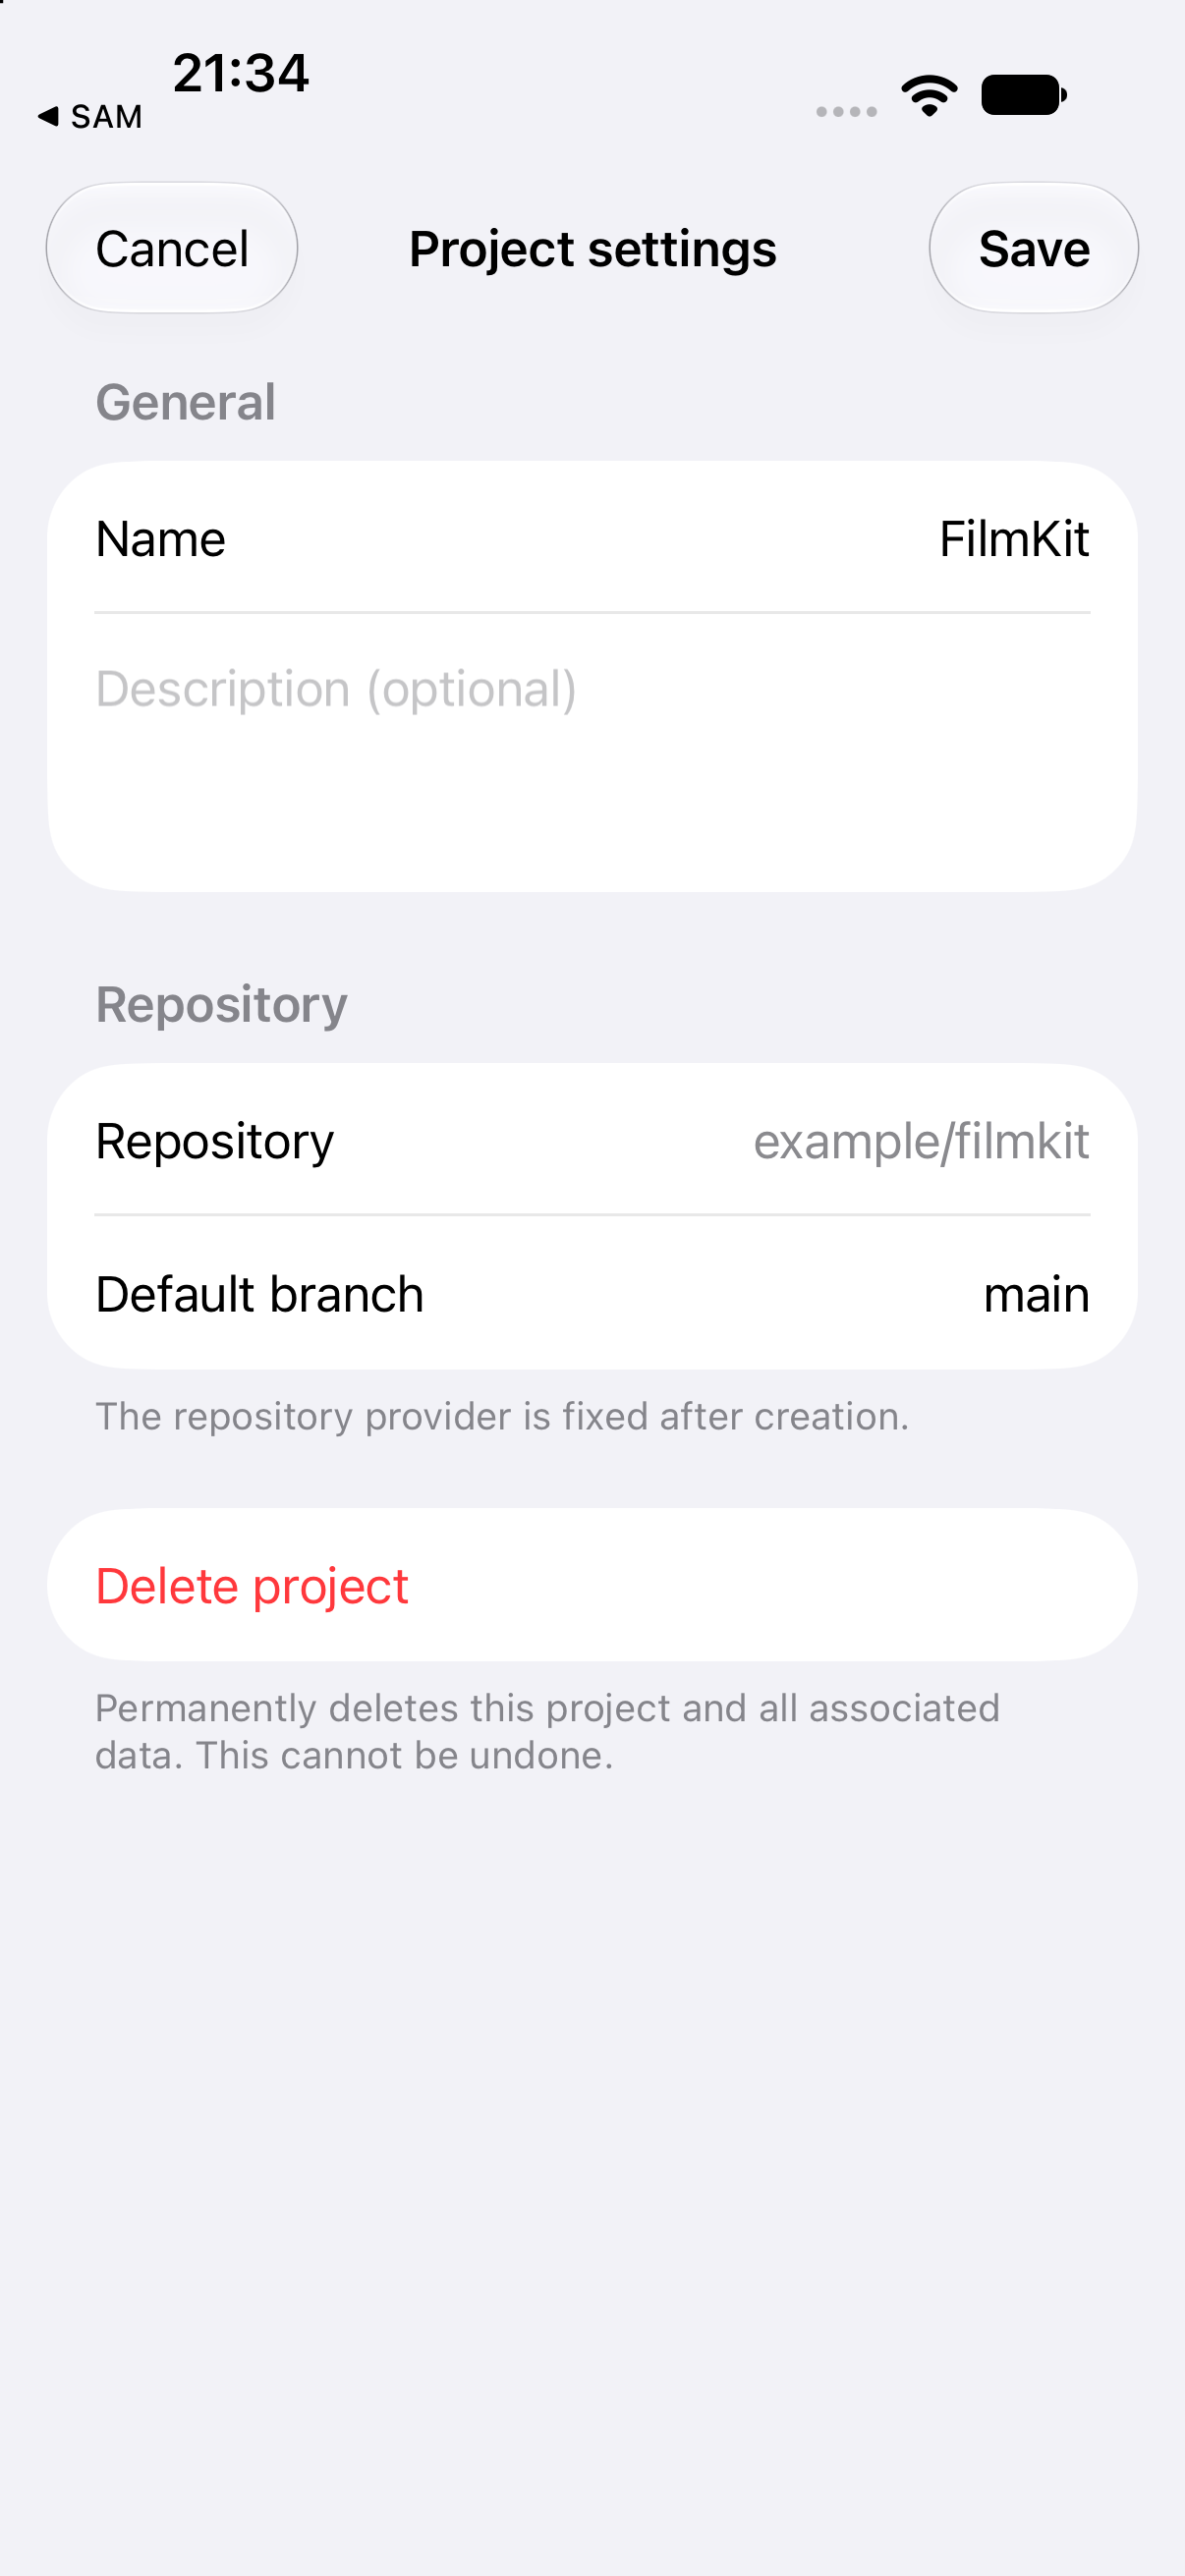 21:34
SAM
Cancel
Project settings
Save
General
Name
FilmKit
Description (optional)
Repository
Repository
example/filmkit
Default branch
main
The repository provider is fixed after creation.
Delete project
Permanently deletes this project and all associated
data. This cannot be undone.